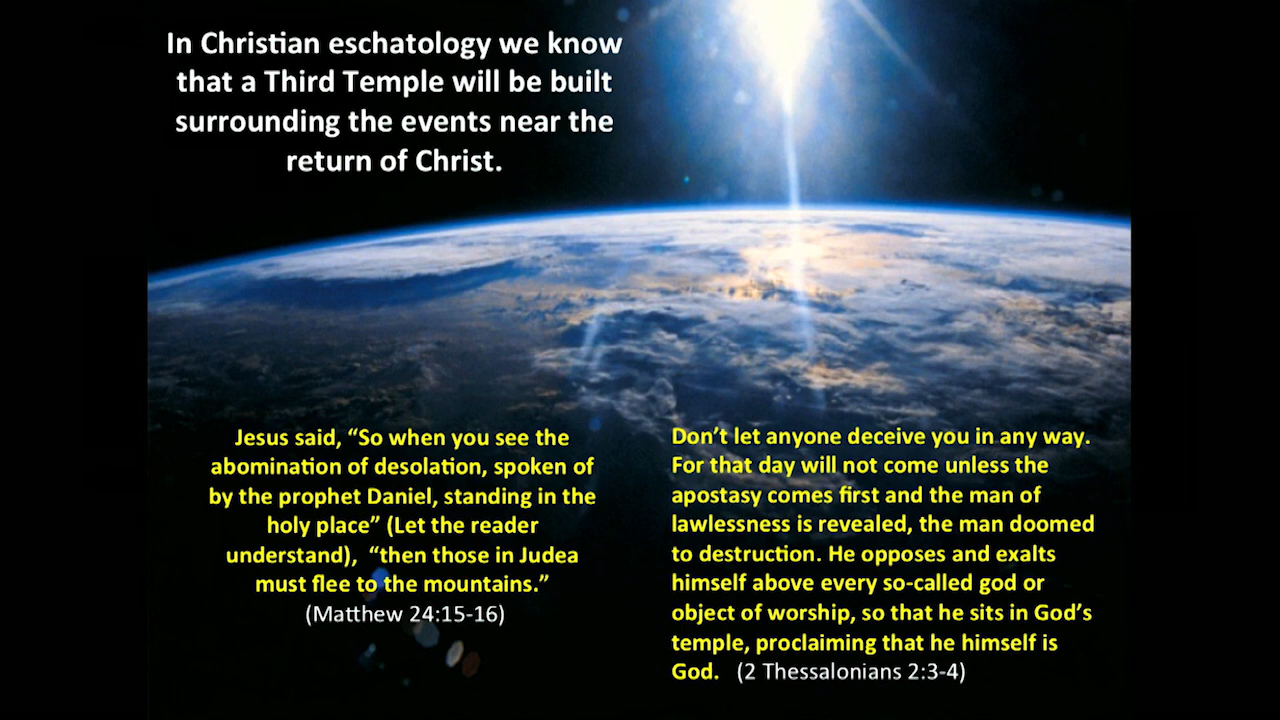 In Christian eschatology we know
that a Third Temple will be built
surrounding the events near the
return of Christ.
Jesus said, “So when you see the
abomination of desolation, spoken of
by the prophet Daniel, standing in the
holy place” (Let the reader
understand),  “then those in Judea
must flee to the mountains.”
(Matthew 24:15-16)
Don’t let anyone deceive you in any way.
For that day will not come unless the
apostasy comes first and the man of
lawlessness is revealed, the man doomed
to destruction. He opposes and exalts
himself above every so-called god or
object of worship, so that he sits in God’s
temple, proclaiming that he himself is
God.   (2 Thessalonians 2:3-4)